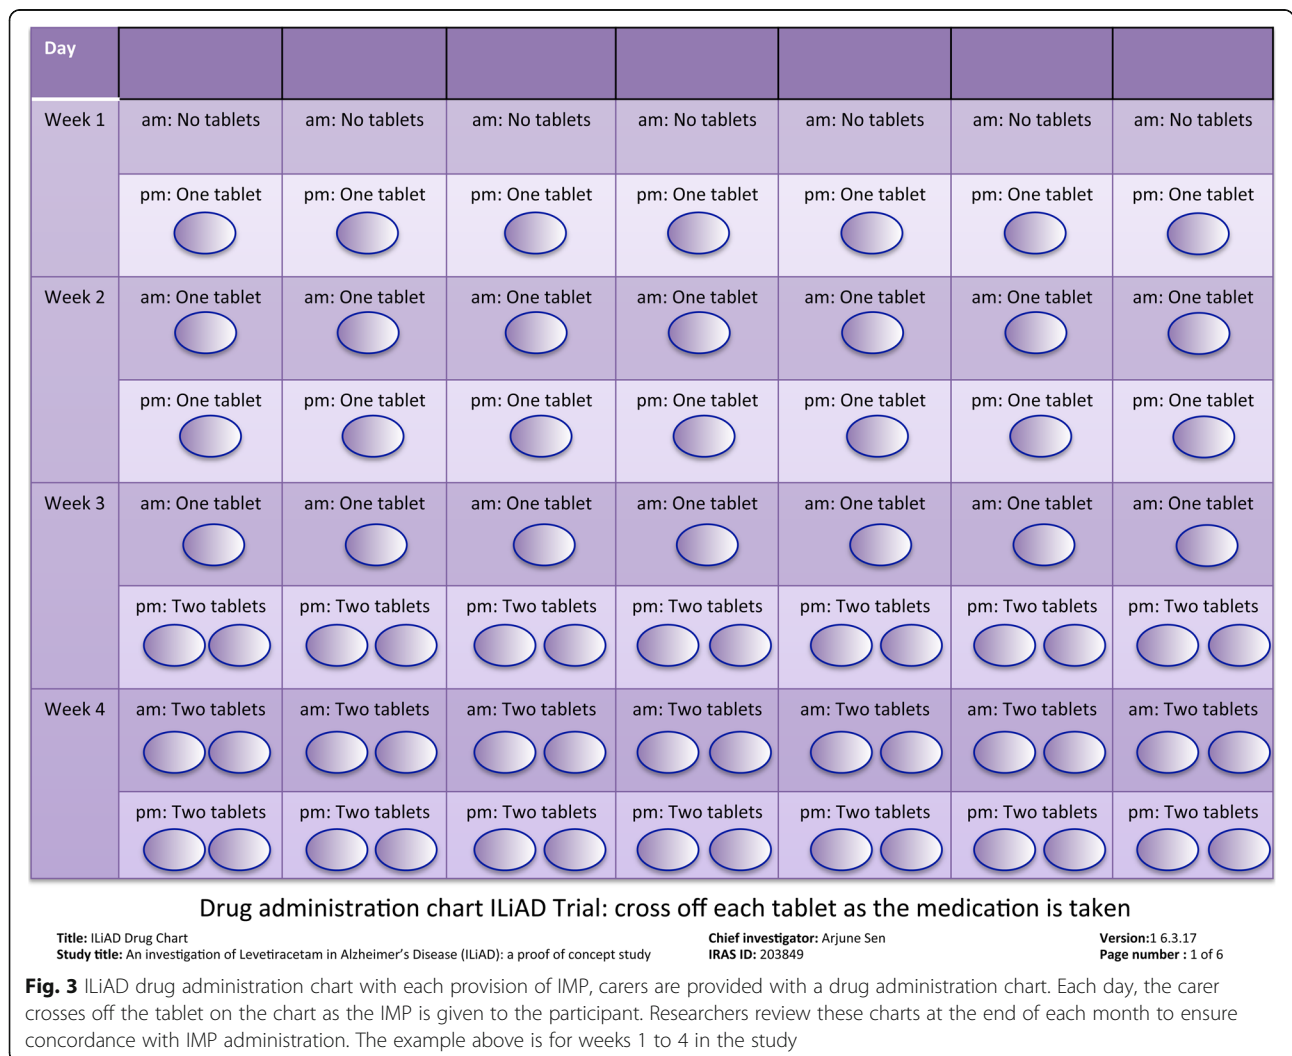 Day
Week 1
am: No tablets am: No tablets am: No tablets am: No tablets am: No tablets am: No tablets am: No tablets
pm: One tablet pm: One tablet pm: One tablet pm: One tablet pm: One tablet pm: One tablet pm: One tablet
Week 2
am: One tablet am: One tablet am: One tablet am: One tablet am: One tablet am: One tablet am: One tablet
pm: One tablet pm: One tablet pm: One tablet pm: One tablet pm: One tablet pm: One tablet pm: One tablet
Week 3
am: One tablet am: One tablet am: One tablet am: One tablet am: One tablet am: One tablet am: One tablet
pm: Two tablets pm: Two tablets pm: Two tablets pm: Two tablets pm: Two tablets pm: Two tablets pm: Two tablets
Week 4
am: Two tablets am: Two tablets am: Two tablets am: Two tablets am: Two tablets am: Two tablets am: Two tablets
pm: Two tablets pm: Two tablets pm: Two tablets pm: Two tablets pm: Two tablets pm: Two tablets pm: Two tablets
Drug administration chart ILiAD Trial: cross off each tablet as the medication is taken
Title: ILiAD Drug Chart Chief investigator: Arjune Sen Version:1 6.3.17
Study title: An investigation of Levetiracetam in Alzheimer's Disease (ILiAD): a proof of concept study IRAS ID: 203849 Page number : 1 of 6
Fig. 3 ILiAD drug administration chart with each provision of IMP, carers are provided with a drug administration chart. Each day, the carer
crosses off the tablet on the chart as the IMP is given to the participant. Researchers review these charts at the end of each month to ensure
concordance with IMP administration. The example above is for weeks 1 to 4 in the study